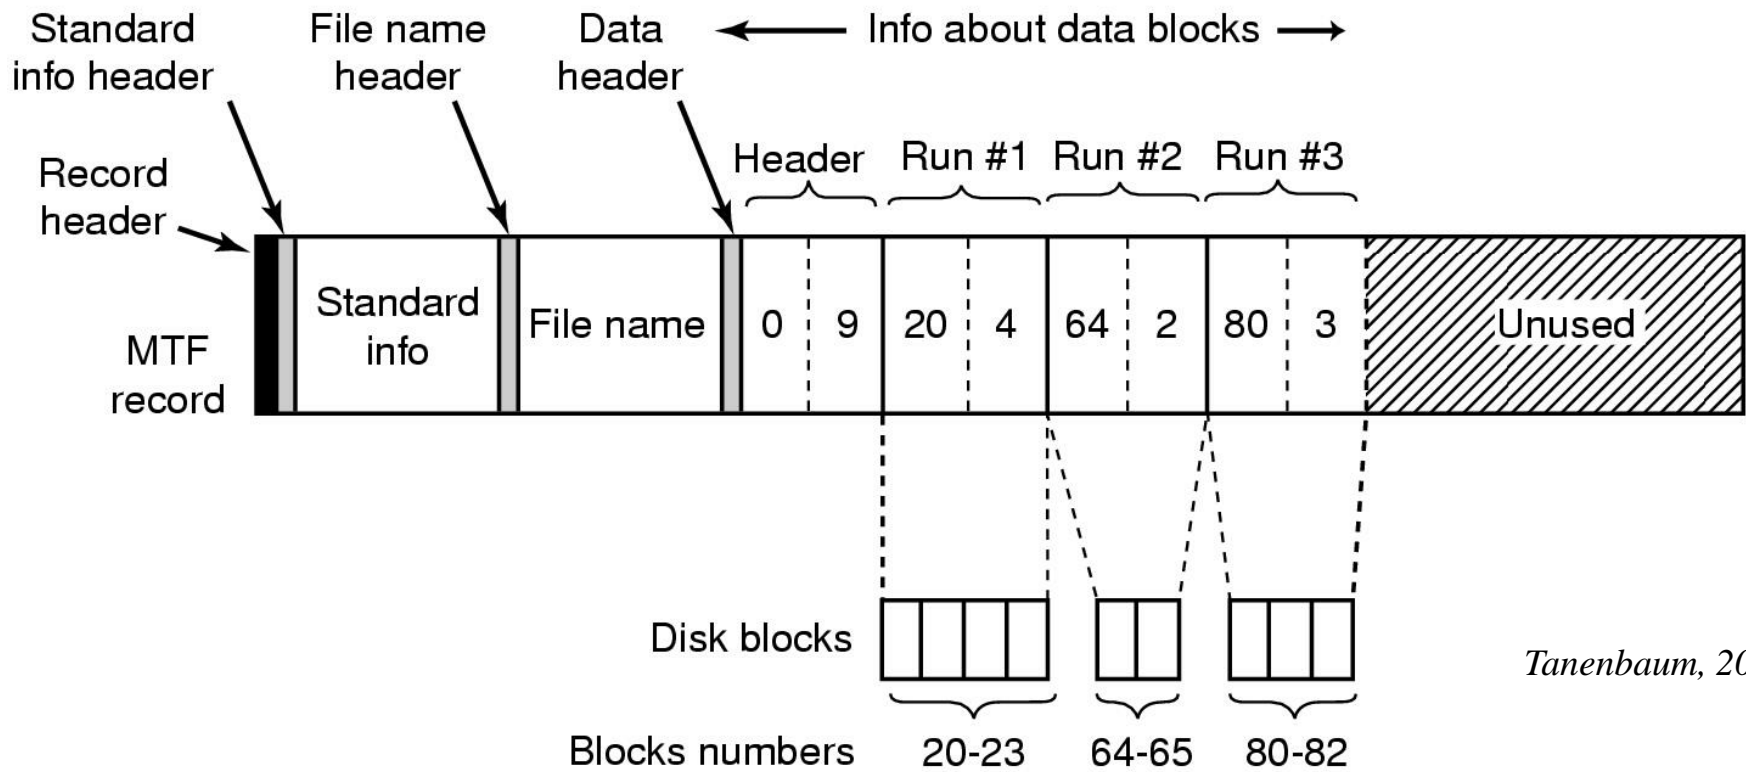 Standard
info header
File name
header
Data
header
Info about data blocks
Record
header
Header
Run #1
Run #2
Run #3
MTF
record
Standard
info
File name
0 9 20 4 64 2 80 3
Unused
Disk blocks
Tanenbaum, 20
Blocks numbers
20-23 64-65 80-82